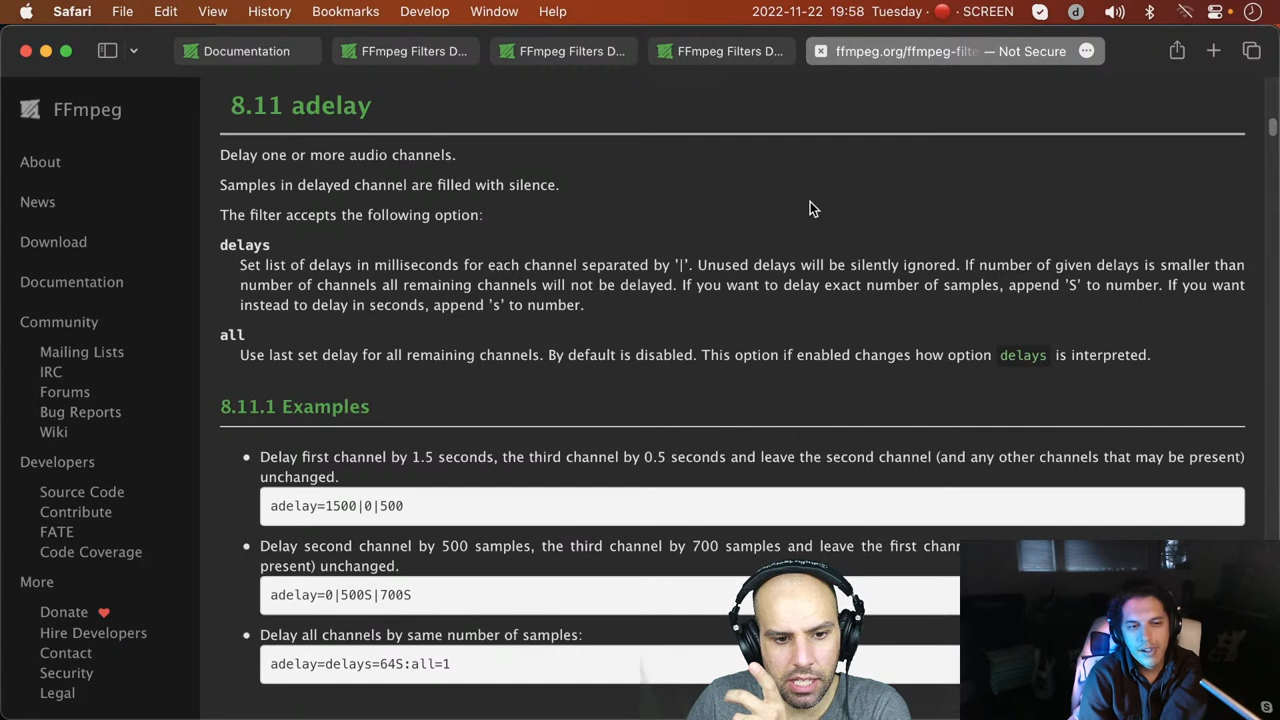 Safari File Edit View History Bookmarks Develop Window Help 2022-11-22 19:58 Tuesday SCREEN d
Documentation FFmpeg Filters D... FFmpeg Filters D... FFmpeg Filters D... ffmpeg.org/ffmpeg-filte — Not Secure
FFmpeg
About
News
Download
Documentation
Community
Mailing Lists
IRC
Forums
Bug Reports
Wiki
Developers
Source Code
Contribute
FATE
Code Coverage
More
Donate
Hire Developers
Contact
Security
Legal
8.11 adelay
Delay one or more audio channels.
Samples in delayed channel are filled with silence.
The filter accepts the following option:
delays
Set list of delays in milliseconds for each channel separated by '|'. Unused delays will be silently ignored. If number of given delays is smaller than
number of channels all remaining channels will not be delayed. If you want to delay exact number of samples, append 'S' to number. If you want
instead to delay in seconds, append 's' to number.
all
Use last set delay for all remaining channels. By default is disabled. This option if enabled changes how option delays is interpreted.
8.11.1 Examples
Delay first channel by 1.5 seconds, the third channel by 0.5 seconds and leave the second channel (and any other channels that may be present)
unchanged.
adelay=1500|0|500
Delay second channel by 500 samples, the third channel by 700 samples and leave the first chann
present) unchanged.
adelay=0|500S|700S
Delay all channels by same number of samples:
adelay=delays=64S:all=1